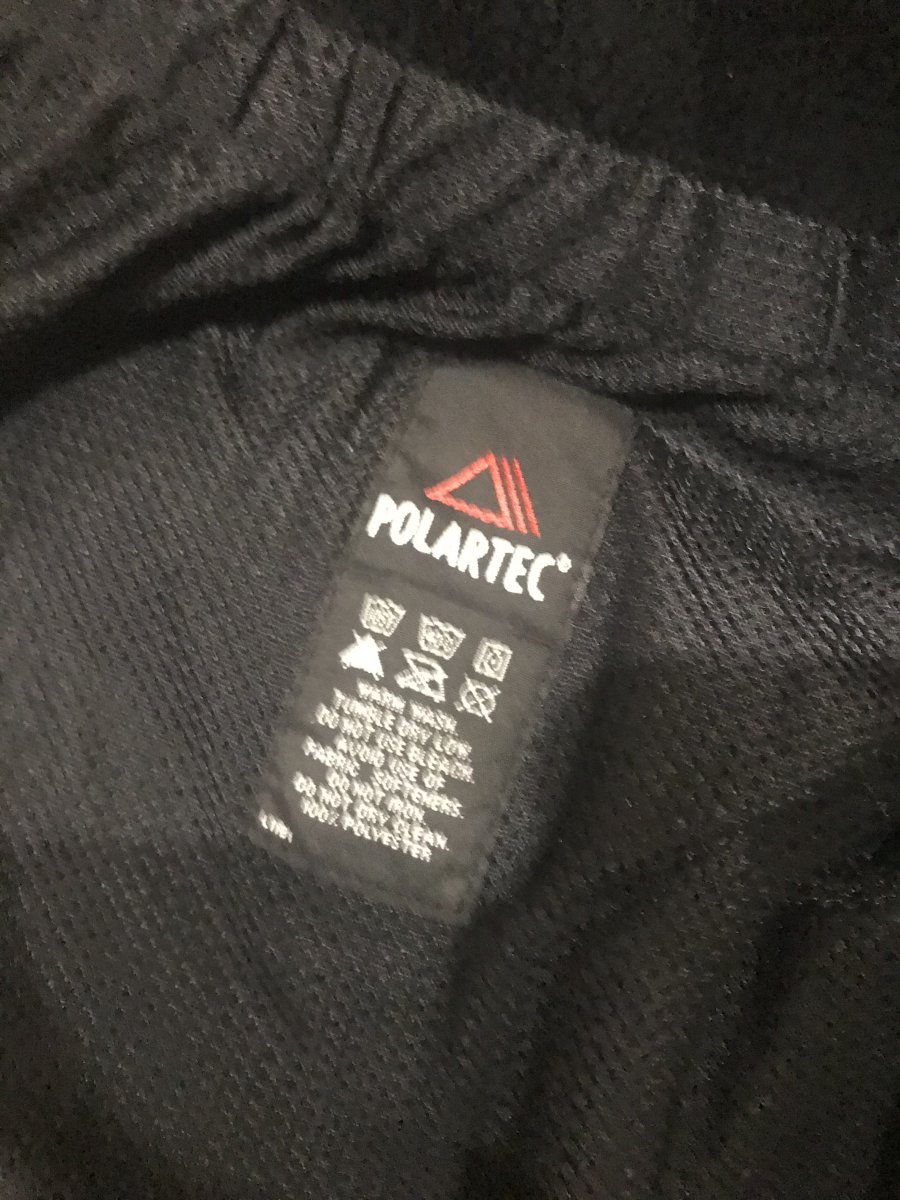 POLARTEC®
WARM WASH.
TUMBLE DRY LOW.
DO NOT USE BLEACH.
AVOID USE OF
FABRIC SOFTENERS.
DO NOT IRON.
DO NOT DRY CLEAN.
100% POLYESTER